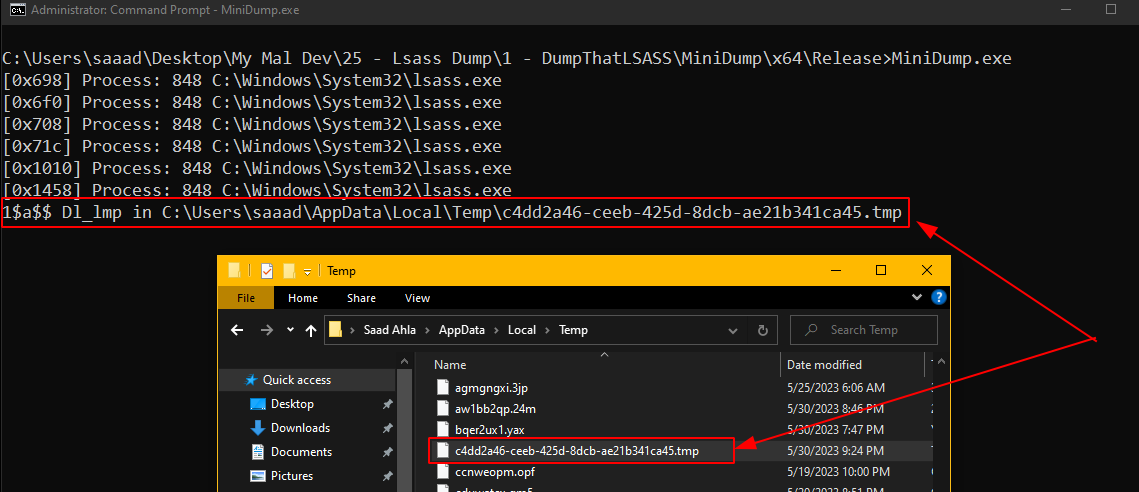 Administrator: Command Prompt - MiniDump.exe
C:\Users\saaad\Desktop\My Mal Dev\25 - Lsass Dump\1 - DumpThatLSASS\MiniDump\x64\Release>MiniDump.exe
[0x698] Process: 848 C:\Windows\System32\lsass.exe
[0x6f0] Process: 848 C:\Windows\System32\lsass.exe
[0x708] Process: 848 C:\Windows\System32\lsass.exe
[0x71c] Process: 848 C:\Windows\System32\lsass.exe
[0x1010] Process: 848 C:\Windows\System32\lsass.exe
[0x1458] Process: 848 C:\Windows\System32\lsass.exe
1$a$$ Dl_lmp in C:\Users\saaad\AppData\Local\Temp\c4dd2a46-ceeb-425d-8dcb-ae21b341ca45.tmp
Temp
File Home Share View
Saad Ahla > AppData > Local > Temp
Search Temp
Name Date modified
Quick access
Desktop
Downloads
Documents
Pictures
agmgngxi.3jp 5/25/2023 6:06 AM
aw1bb2qp.24m 5/30/2023 8:46 PM
bqer2ux1.yax 5/30/2023 7:47 PM
c4dd2a46-ceeb-425d-8dcb-ae21b341ca45.tmp 5/30/2023 9:24 PM
ccnweopm.opf 5/19/2023 10:00 PM